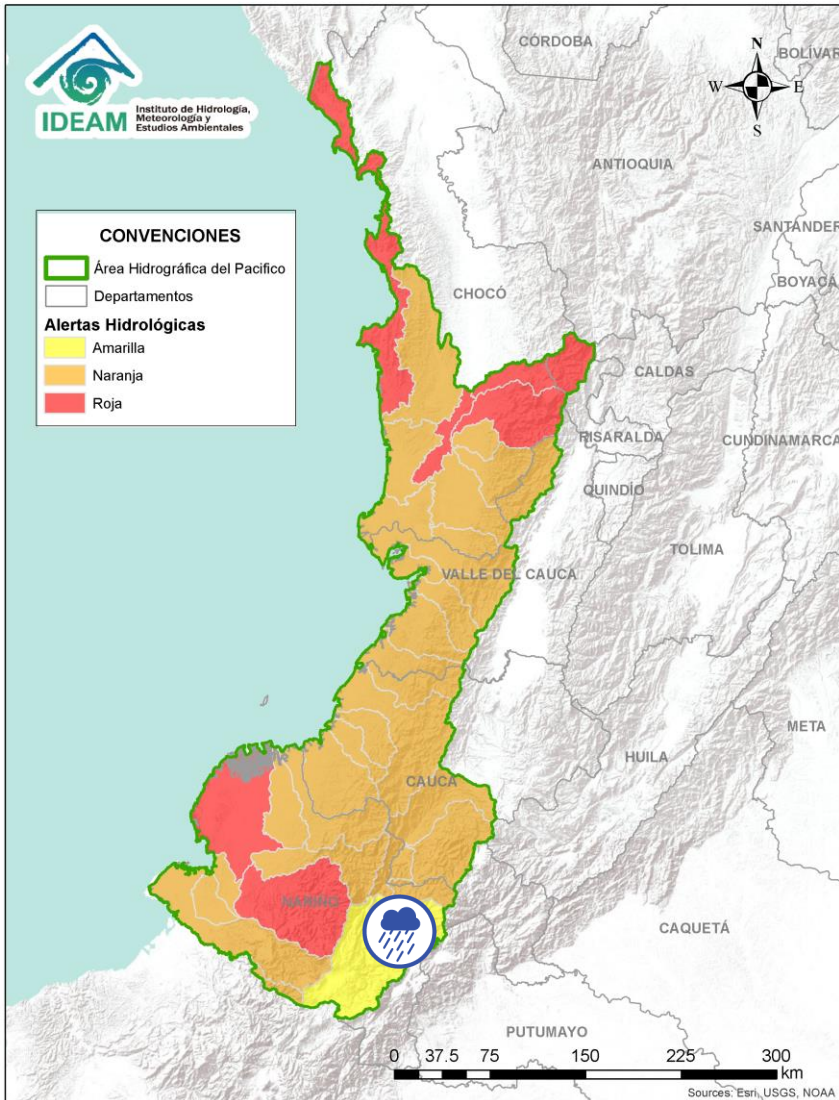 IDEAM
Instituto de Hidrología,
Meteorología y
Estudios Ambientales
CÓRDOBA
BOLÍVAR
N
W
E
S
ANTIOQUIA
SANTANDER
BOYACÁ
CONVENCIONES
Área Hidrográfica del Pacifico
Departamentos
Alertas Hidrológicas
Amarilla
Naranja
Roja
CHOCÓ
CALDAS
RISARALDA
CUNDINAMARCA
QUINDÍO
TOLIMA
VALLE DEL CAUCA
META
HUILA
CAUCA
NARIÑO
CAQUETÁ
PUTUMAYO
0 37.5 75 150 225 300
km
Sources: Esri, USGS, NOAA